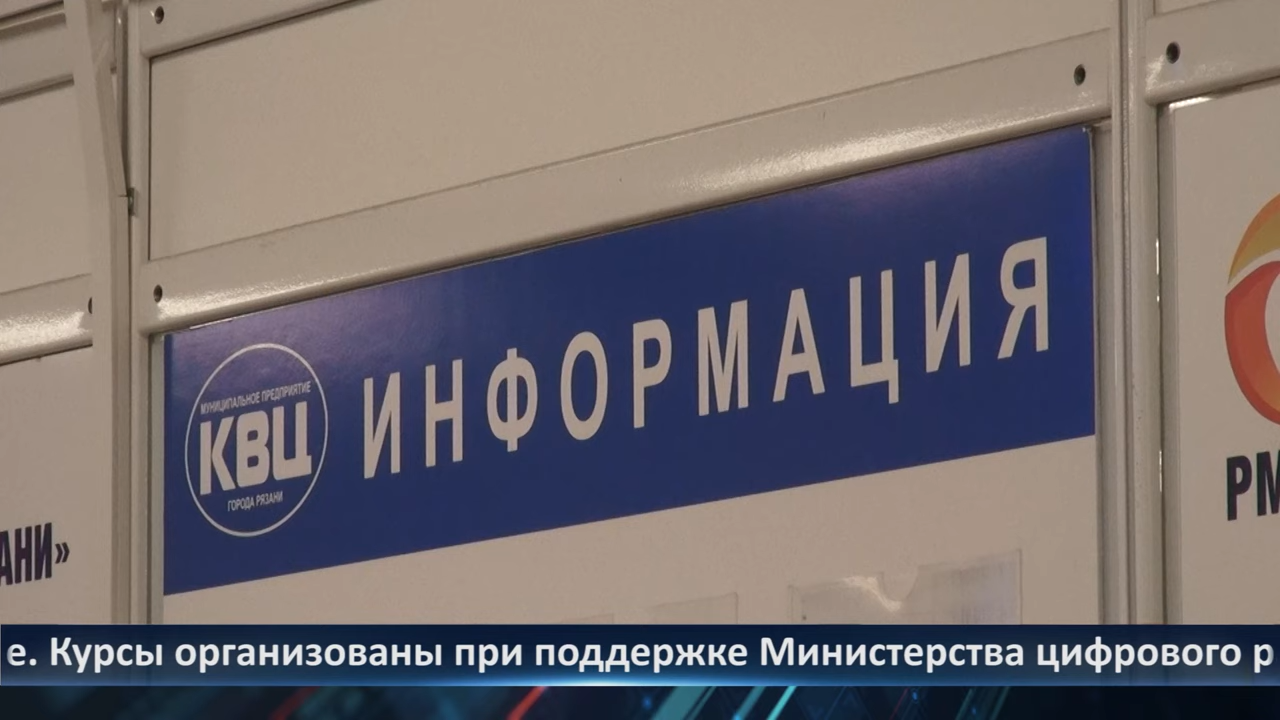 МУНИЦИПАЛЬНОЕ ПРЕДПРИЯТИЕ
КВЦ
ГОРОДА РЯЗАНИ
ИНФОРМАЦИЯ
АНИ»
РМ
е. Курсы организованы при поддержке Министерства цифрового р